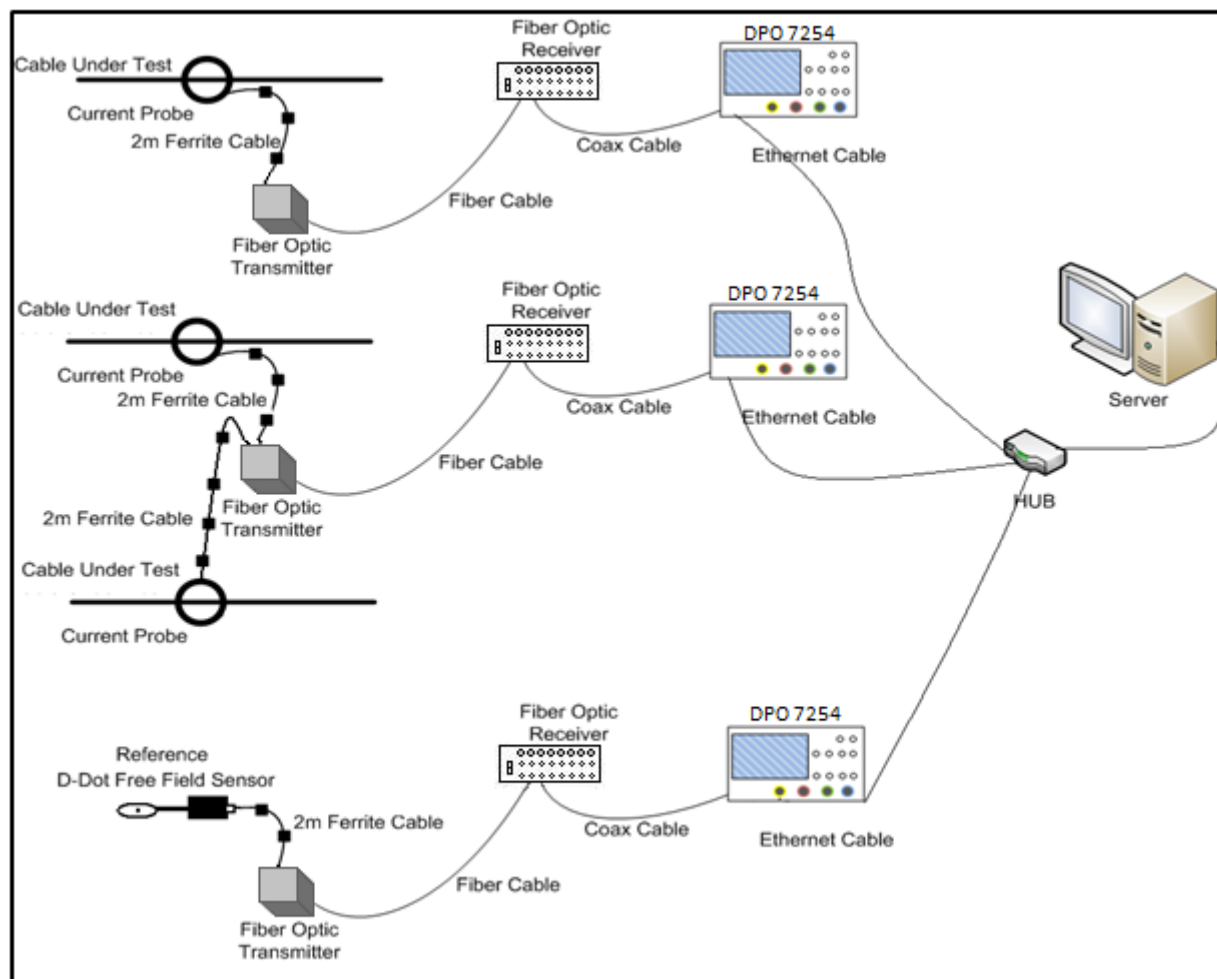 Cable Under Test
Current Probe
2m Ferrite Cable
Fiber Optic
Transmitter
Fiber Cable
Fiber Optic
Receiver
Coax Cable
DPO 7254
Ethernet Cable
Cable Under Test
Current Probe
2m Ferrite Cable
2m Ferrite Cable
Fiber Optic
Transmitter
Cable Under Test
Current Probe
Fiber Cable
Fiber Optic
Receiver
Coax Cable
DPO 7254
Ethernet Cable
Server
HUB
Reference
D-Dot Free Field Sensor
2m Ferrite Cable
Fiber Optic
Transmitter
Fiber Cable
Fiber Optic
Receiver
Coax Cable
DPO 7254
Ethernet Cable